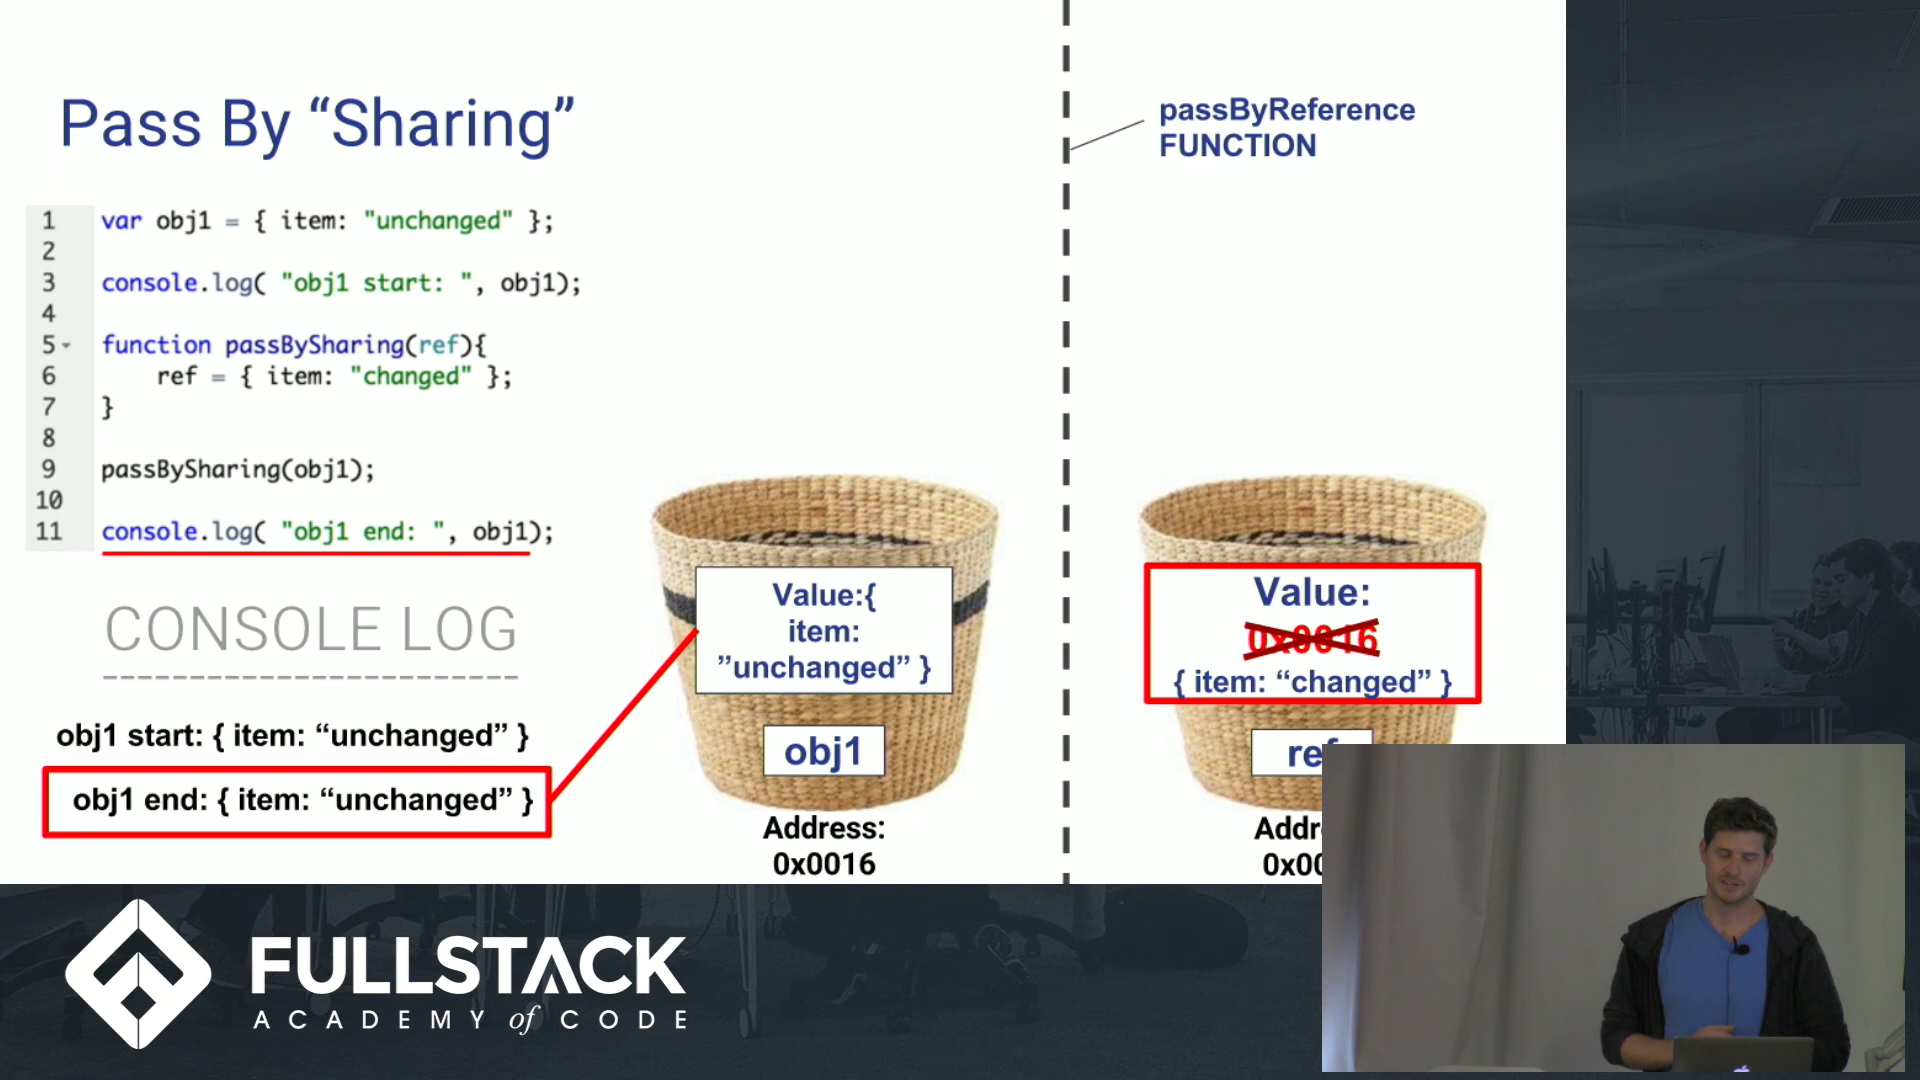 Pass By “Sharing”
passByReference
FUNCTION
1 var obj1 = { item: "unchanged" };
2
3 console.log( "obj1 start: ", obj1);
4
5 function passBySharing(ref){
6 ref = { item: "changed" };
7 }
8
9 passBySharing(obj1);
10
11 console.log( "obj1 end: ", obj1);
CONSOLE LOG
obj1 start: { item: “unchanged” }
obj1 end: { item: “unchanged” }
Value:{
item:
”unchanged” }
obj1
Address:
0x0016
Value:
0x0016
{ item: “changed” }
FULLSTACK
ACADEMY of CODE